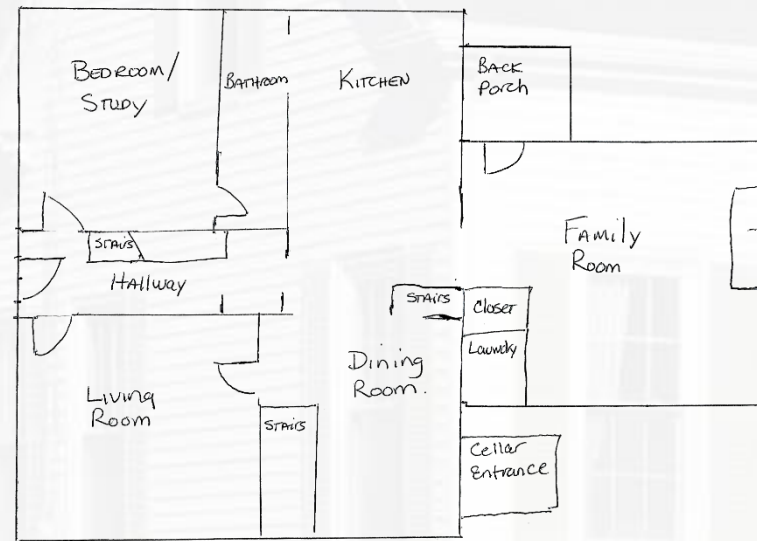 BEDROOM/
STUDY
BATHROOM
KITCHEN
BACK
Porch
STAIRS
HAllWAY
FAmily
Room
STAIRS
Closet
Laundry
Dining
Room.
Living
Room
STAIRS
Cellar
Entrance